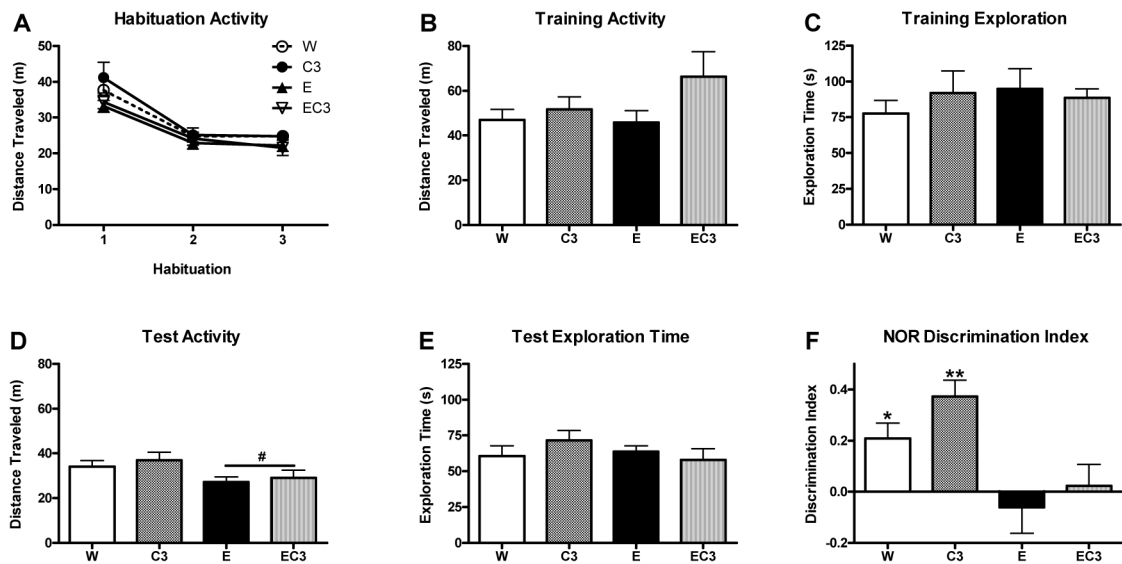 A
Habituation Activity
Distance Traveled (m)
50
40
30
20
10
0
1 2 3
Habituation
W
C3
E
EC3
B
Training Activity
Distance Traveled (m)
80
60
40
20
0
W C3 E EC3
C
Training Exploration
Exploration Time (s)
125
100
75
50
25
0
W C3 E EC3
D
Test Activity
Distance Traveled (m)
80
60
40
20
0
#
W C3 E EC3
E
Test Exploration Time
Exploration Time (s)
125
100
75
50
25
0
W C3 E EC3
F
NOR Discrimination Index
Discrimination Index
0.4
0.2
0.0
-0.2
*
**
W C3 E EC3